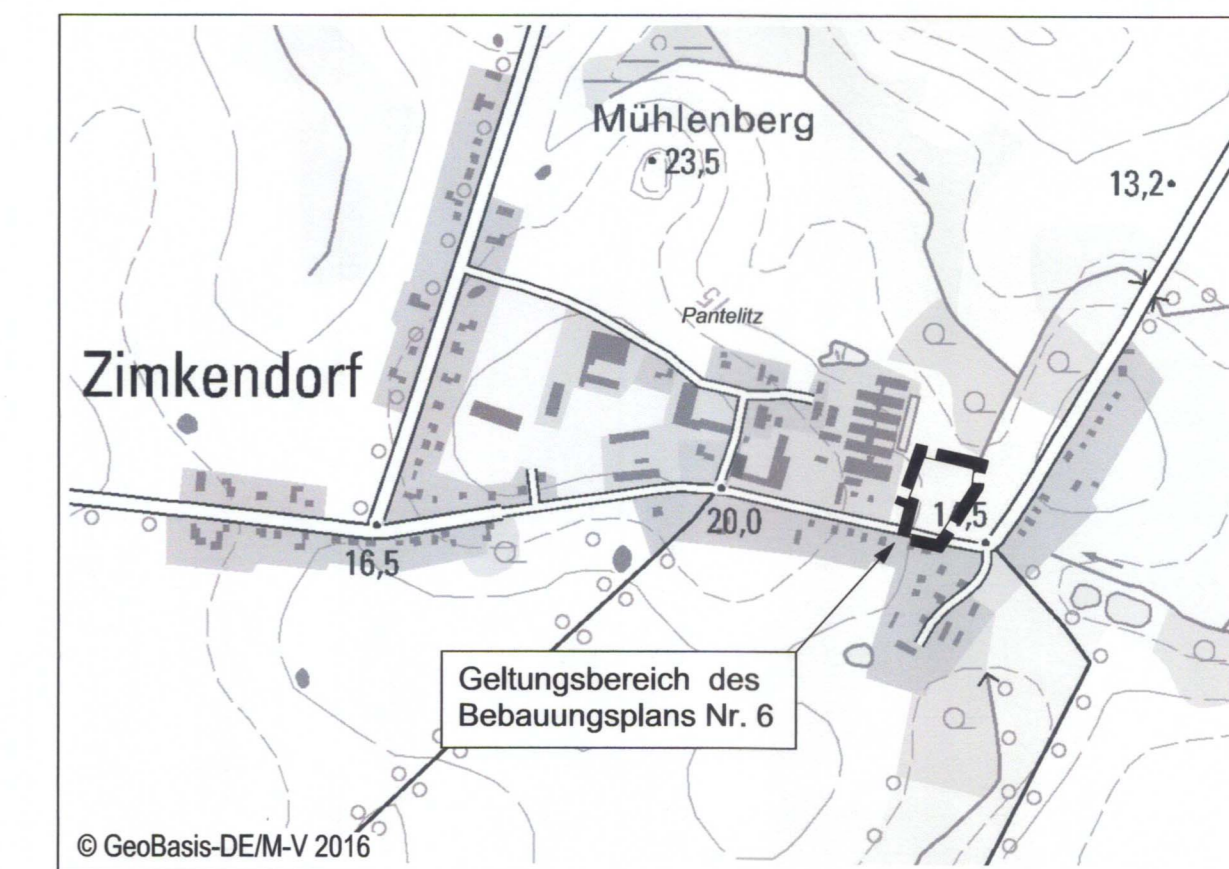 Mühlenberg
23,5
13,2
15
Pantelitz
Zimkendorf
20,0
16,5
Geltungsbereich des
Bebauungsplans Nr. 6
© GeoBasis-DE/M-V 2016